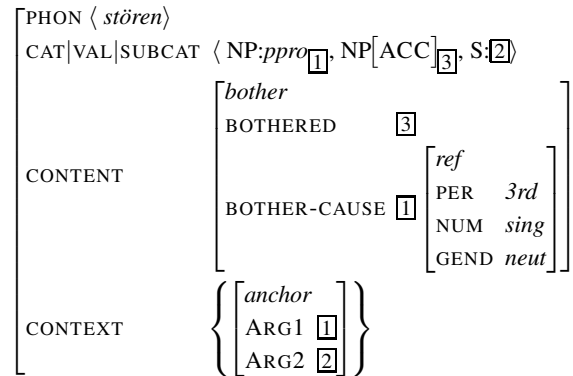 PHON ⟨ stören⟩
CAT|VAL|SUBCAT ⟨ NP:ppro[1], NP[ACC][3], S:[2]⟩
bother
BOTHERED [3]
ref
CONTENT
PER 3rd
BOTHER-CAUSE [1]
NUM sing
GEND neut
anchor
CONTEXT { ARG1 [1] }
ARG2 [2]